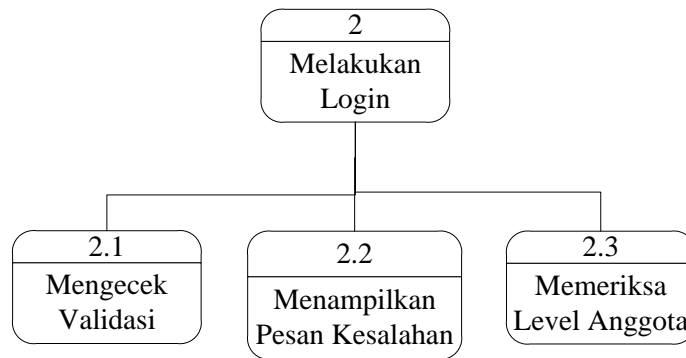 2
Melakukan
Login
2.1
Mengecek
Validasi
2.2
Menampilkan
Pesan Kesalahan
2.3
Memeriksa
Level Anggota